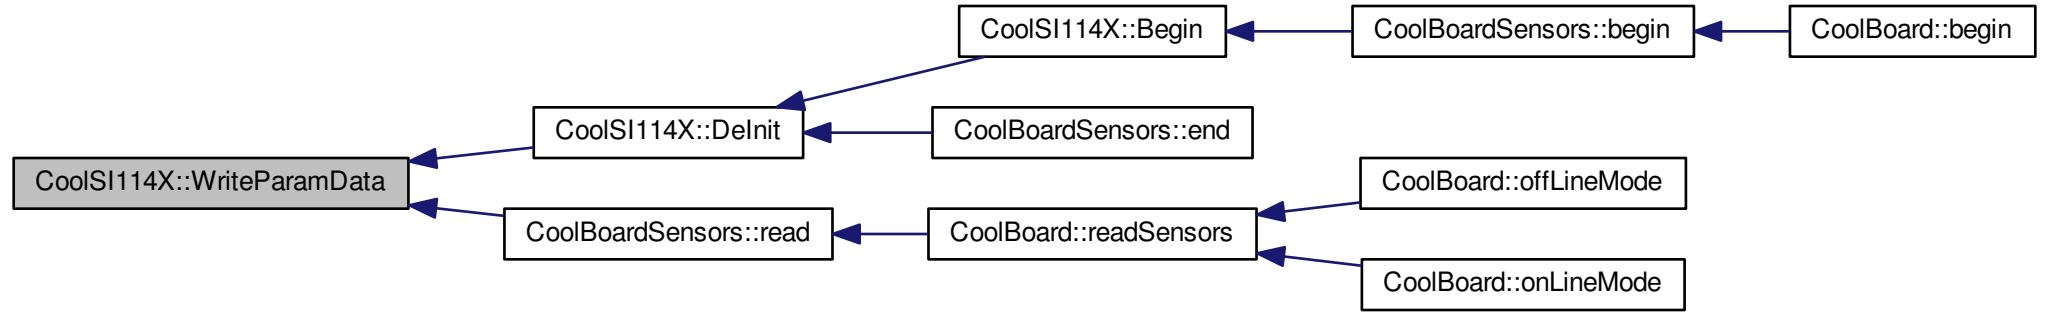 CoolSI114X::Begin
CoolBoardSensors::begin
CoolBoard::begin
CoolSI114X::DeInit
CoolBoardSensors::end
CoolSI114X::WriteParamData
CoolBoard::offLineMode
CoolBoardSensors::read
CoolBoard::readSensors
CoolBoard::onLineMode